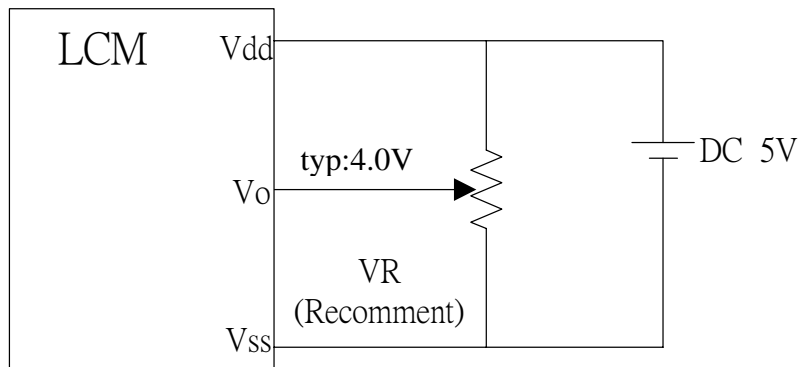 LCM
Vdd
typ:4.0V
DC 5V
Vo
VR
(Recomment)
Vss